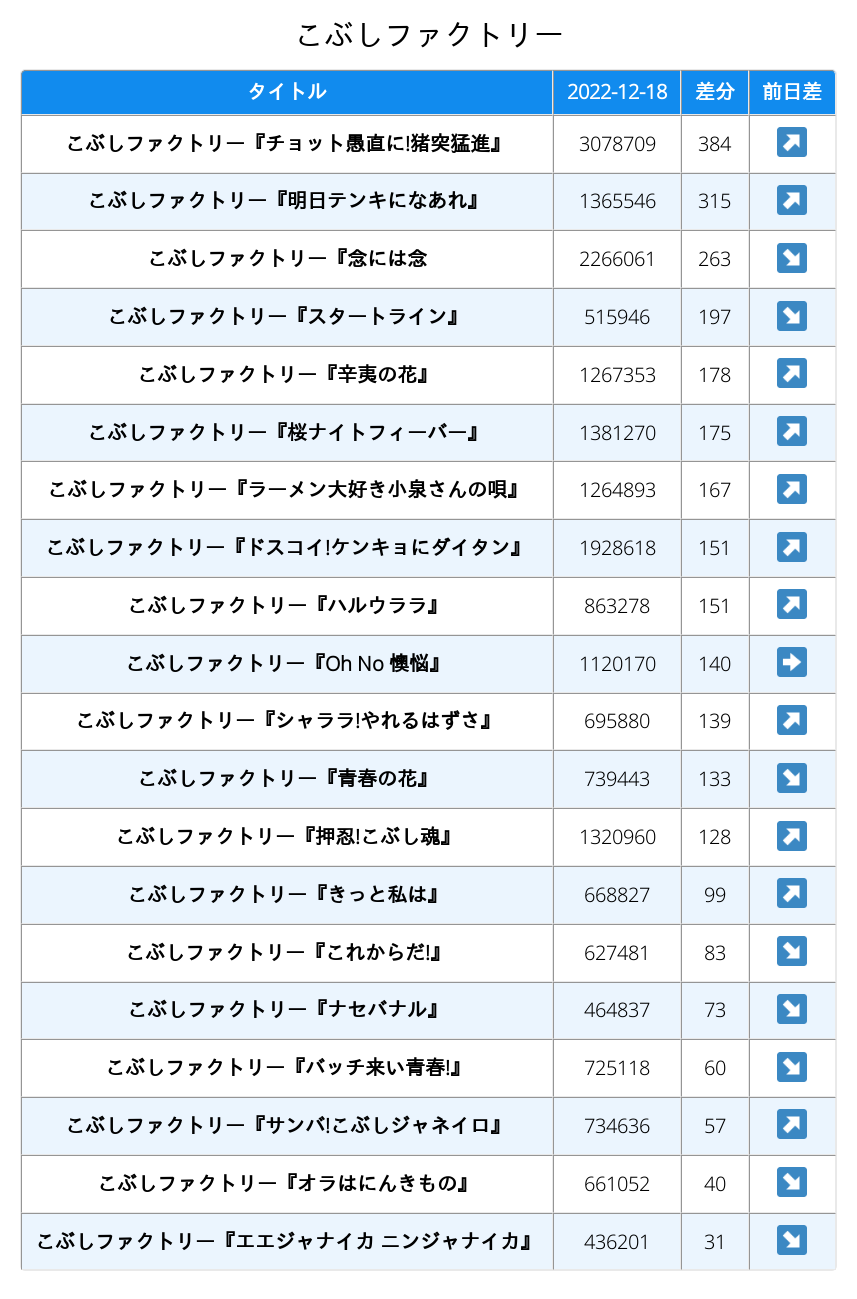 こぶしファクトリー
タイトル 2022-12-18 差分 前日差
こぶしファクトリー『チョット愚直に!猪突猛進』 3078709 384 ↗
こぶしファクトリー『明日テンキになあれ』 1365546 315 ↗
こぶしファクトリー『念には念 2266061 263 ↘
こぶしファクトリー『スタートライン』 515946 197 ↘
こぶしファクトリー『辛夷の花』 1267353 178 ↗
こぶしファクトリー『桜ナイトフィーバー』 1381270 175 ↗
こぶしファクトリー『ラーメン大好き小泉さんの唄』 1264893 167 ↗
こぶしファクトリー『ドスコイ!ケンキョにダイタン』 1928618 151 ↗
こぶしファクトリー『ハルウララ』 863278 151 ↗
こぶしファクトリー『Oh No 懊悩』 1120170 140 ➡
こぶしファクトリー『シャララ!やれるはずさ』 695880 139 ↗
こぶしファクトリー『青春の花』 739443 133 ↘
こぶしファクトリー『押忍!こぶし魂』 1320960 128 ↗
こぶしファクトリー『きっと私は』 668827 99 ↗
こぶしファクトリー『これからだ!』 627481 83 ↘
こぶしファクトリー『ナセバナル』 464837 73 ↘
こぶしファクトリー『バッチ来い青春!』 725118 60 ↘
こぶしファクトリー『サンバ!こぶしジャネイロ』 734636 57 ↗
こぶしファクトリー『オラはにんきもの』 661052 40 ↘
こぶしファクトリー『エエジャナイカ ニンジャナイカ』 436201 31 ↘